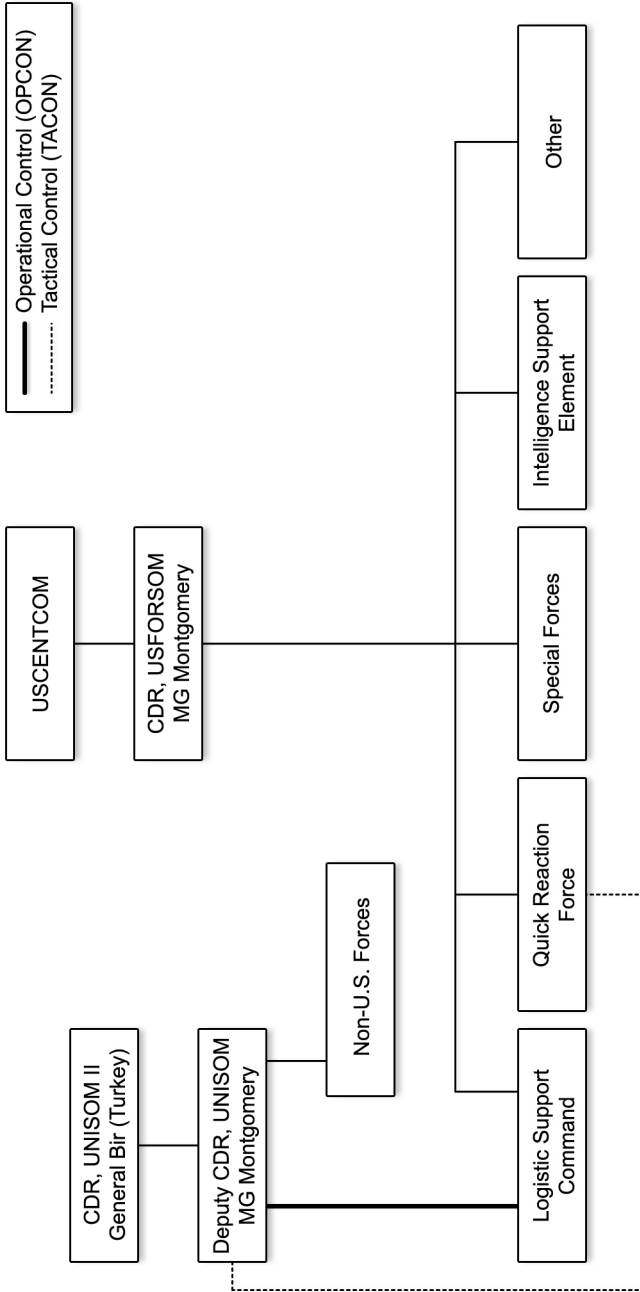 CDR, UNISOM II
General Bir (Turkey)
USCENTCOM
Operational Control (OPCON)
Tactical Control (TACON)
Deputy CDR, UNISOM
MG Montgomery
CDR, USFORSOM
MG Montgomery
Non-U.S. Forces
Logistic Support
Command
Quick Reaction
Force
Special Forces
Intelligence Support
Element
Other